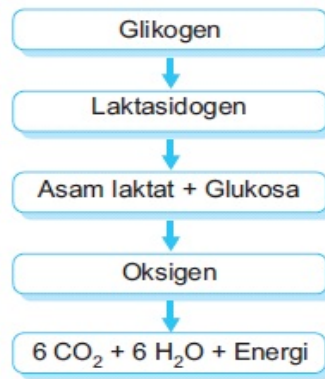 Glikogen
Laktasidogen
Asam laktat + Glukosa
Oksigen
6 CO₂ + 6 H₂O + Energi